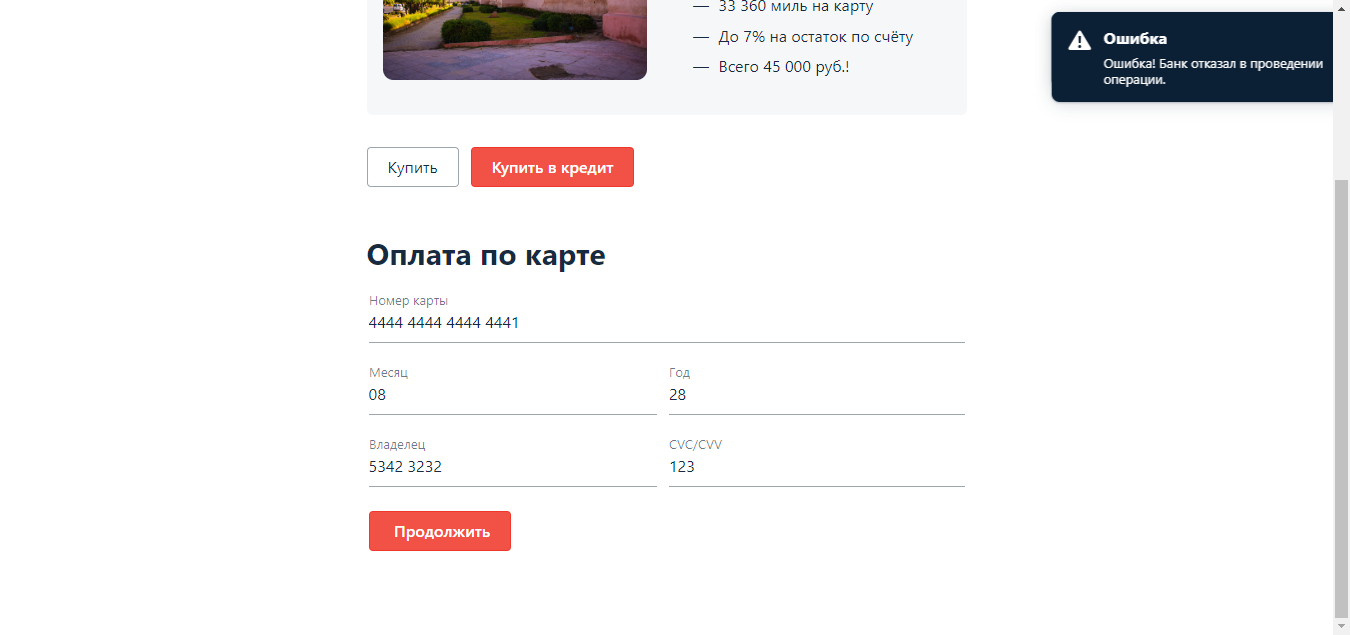 — 33 360 миль на карту
— До 7% на остаток по счёту
— Всего 45 000 руб.!
Ошибка
Ошибка! Банк отказал в проведении
операции.
Купить
Купить в кредит
Оплата по карте
Номер карты
4444 4444 4444 4441
Месяц
08
Год
28
Владелец
5342 3232
CVC/CVV
123
Продолжить